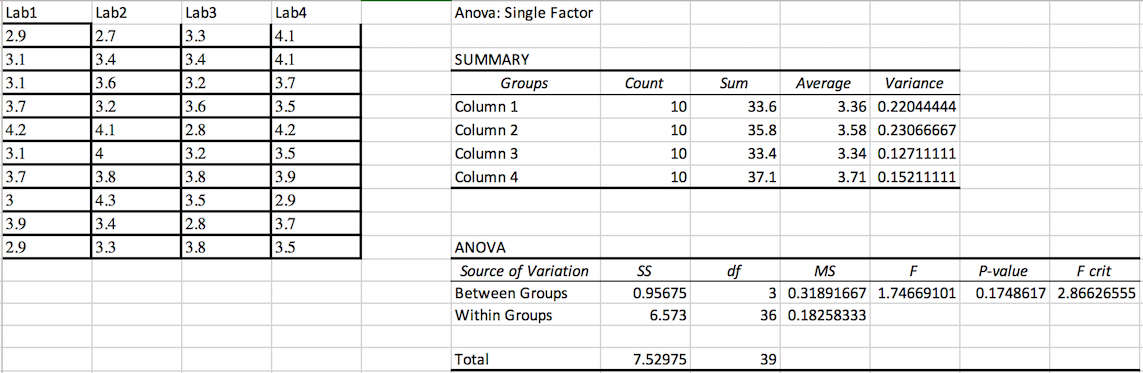 Lab1 Lab2 Lab3 Lab4 Anova: Single Factor
2.9 2.7 3.3 4.1
3.1 3.4 3.4 4.1 SUMMARY
3.1 3.6 3.2 3.7 Groups Count Sum Average Variance
3.7 3.2 3.6 3.5 Column 1 10 33.6 3.36 0.22044444
4.2 4.1 2.8 4.2 Column 2 10 35.8 3.58 0.23066667
3.1 4 3.2 3.5 Column 3 10 33.4 3.34 0.12711111
3.7 3.8 3.8 3.9 Column 4 10 37.1 3.71 0.15211111
3 4.3 3.5 2.9
3.9 3.4 2.8 3.7
2.9 3.3 3.8 3.5 ANOVA
Source of Variation SS df MS F P-value F crit
Between Groups 0.95675 3 0.31891667 1.74669101 0.1748617 2.86626555
Within Groups 6.573 36 0.18258333
Total 7.52975 39